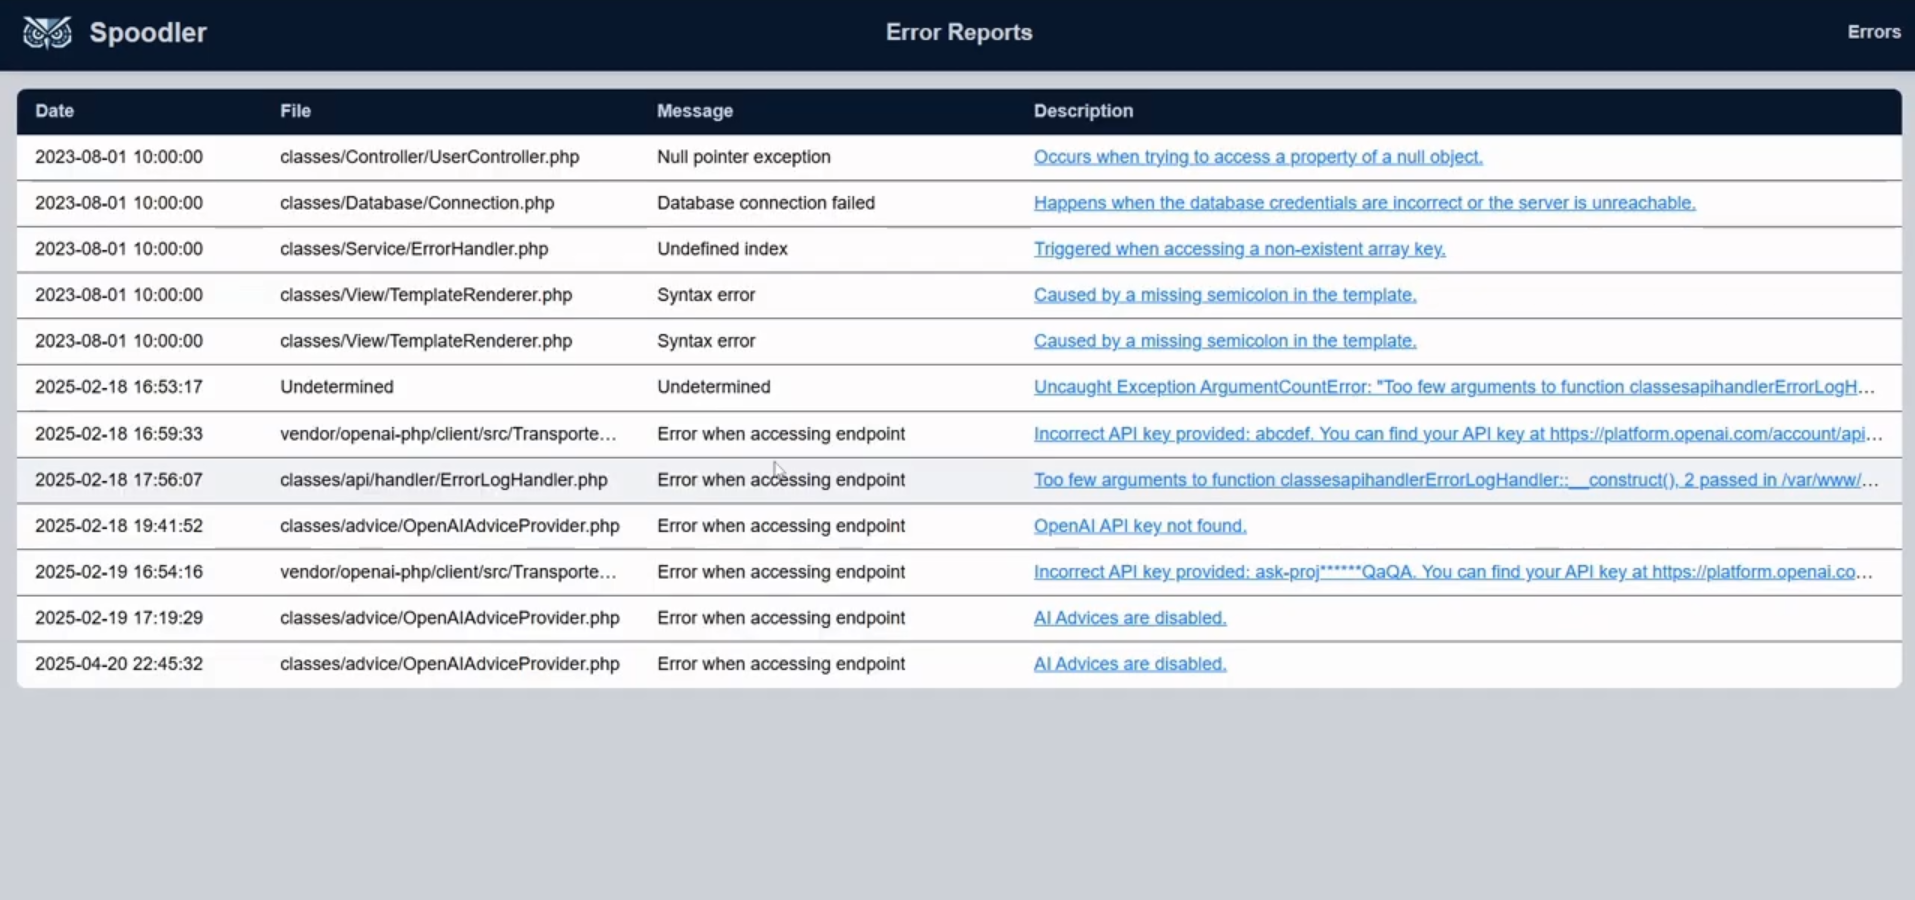 Spoodler Error Reports Errors
Date File Message Description
2023-08-01 10:00:00 classes/Controller/UserController.php Null pointer exception Occurs when trying to access a property of a null object.
2023-08-01 10:00:00 classes/Database/Connection.php Database connection failed Happens when the database credentials are incorrect or the server is unreachable.
2023-08-01 10:00:00 classes/Service/ErrorHandler.php Undefined index Triggered when accessing a non-existent array key.
2023-08-01 10:00:00 classes/View/TemplateRenderer.php Syntax error Caused by a missing semicolon in the template.
2023-08-01 10:00:00 classes/View/TemplateRenderer.php Syntax error Caused by a missing semicolon in the template.
2025-02-18 16:53:17 Undetermined Undetermined Uncaught Exception ArgumentCountError: "Too few arguments to function classesapihandlerErrorLogH...
2025-02-18 16:59:33 vendor/openai-php/client/src/Transporte... Error when accessing endpoint Incorrect API key provided: abcdef. You can find your API key at https://platform.openai.com/account/api...
2025-02-18 17:56:07 classes/api/handler/ErrorLogHandler.php Error when accessing endpoint Too few arguments to function classesapihandlerErrorLogHandler::__construct(), 2 passed in /var/www/...
2025-02-18 19:41:52 classes/advice/OpenAIAdviceProvider.php Error when accessing endpoint OpenAI API key not found.
2025-02-19 16:54:16 vendor/openai-php/client/src/Transporte... Error when accessing endpoint Incorrect API key provided: ask-proj******QaQA. You can find your API key at https://platform.openai.co...
2025-02-19 17:19:29 classes/advice/OpenAIAdviceProvider.php Error when accessing endpoint AI Advices are disabled.
2025-04-20 22:45:32 classes/advice/OpenAIAdviceProvider.php Error when accessing endpoint AI Advices are disabled.